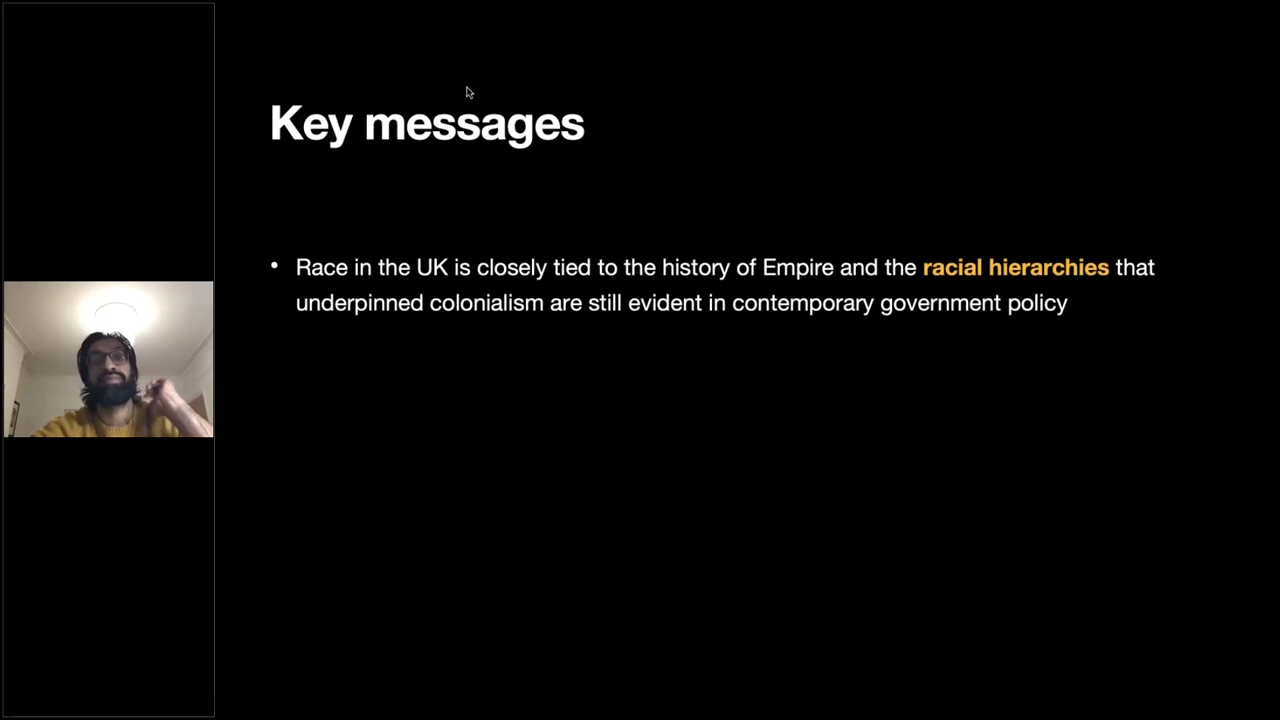 Key messages
• Race in the UK is closely tied to the history of Empire and the racial hierarchies that
underpinned colonialism are still evident in contemporary government policy